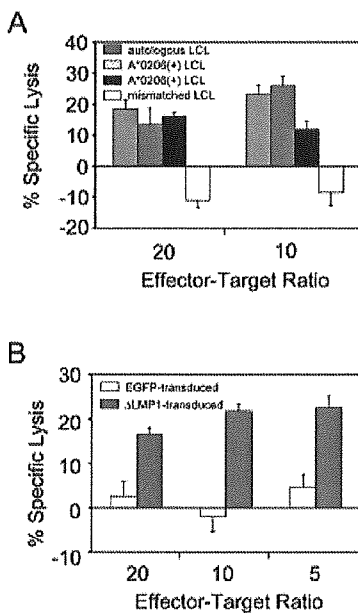 A
autologous LCL
A*0206(+) LCL
A*0206(+) LCL
mismatched LCL
% Specific Lysis
40
30
20
10
0
-10
-20
20
10
Effector-Target Ratio
B
EGFP-transduced
ΔLMP1-transduced
% Specific Lysis
30
20
10
0
-10
20
10
5
Effector-Target Ratio